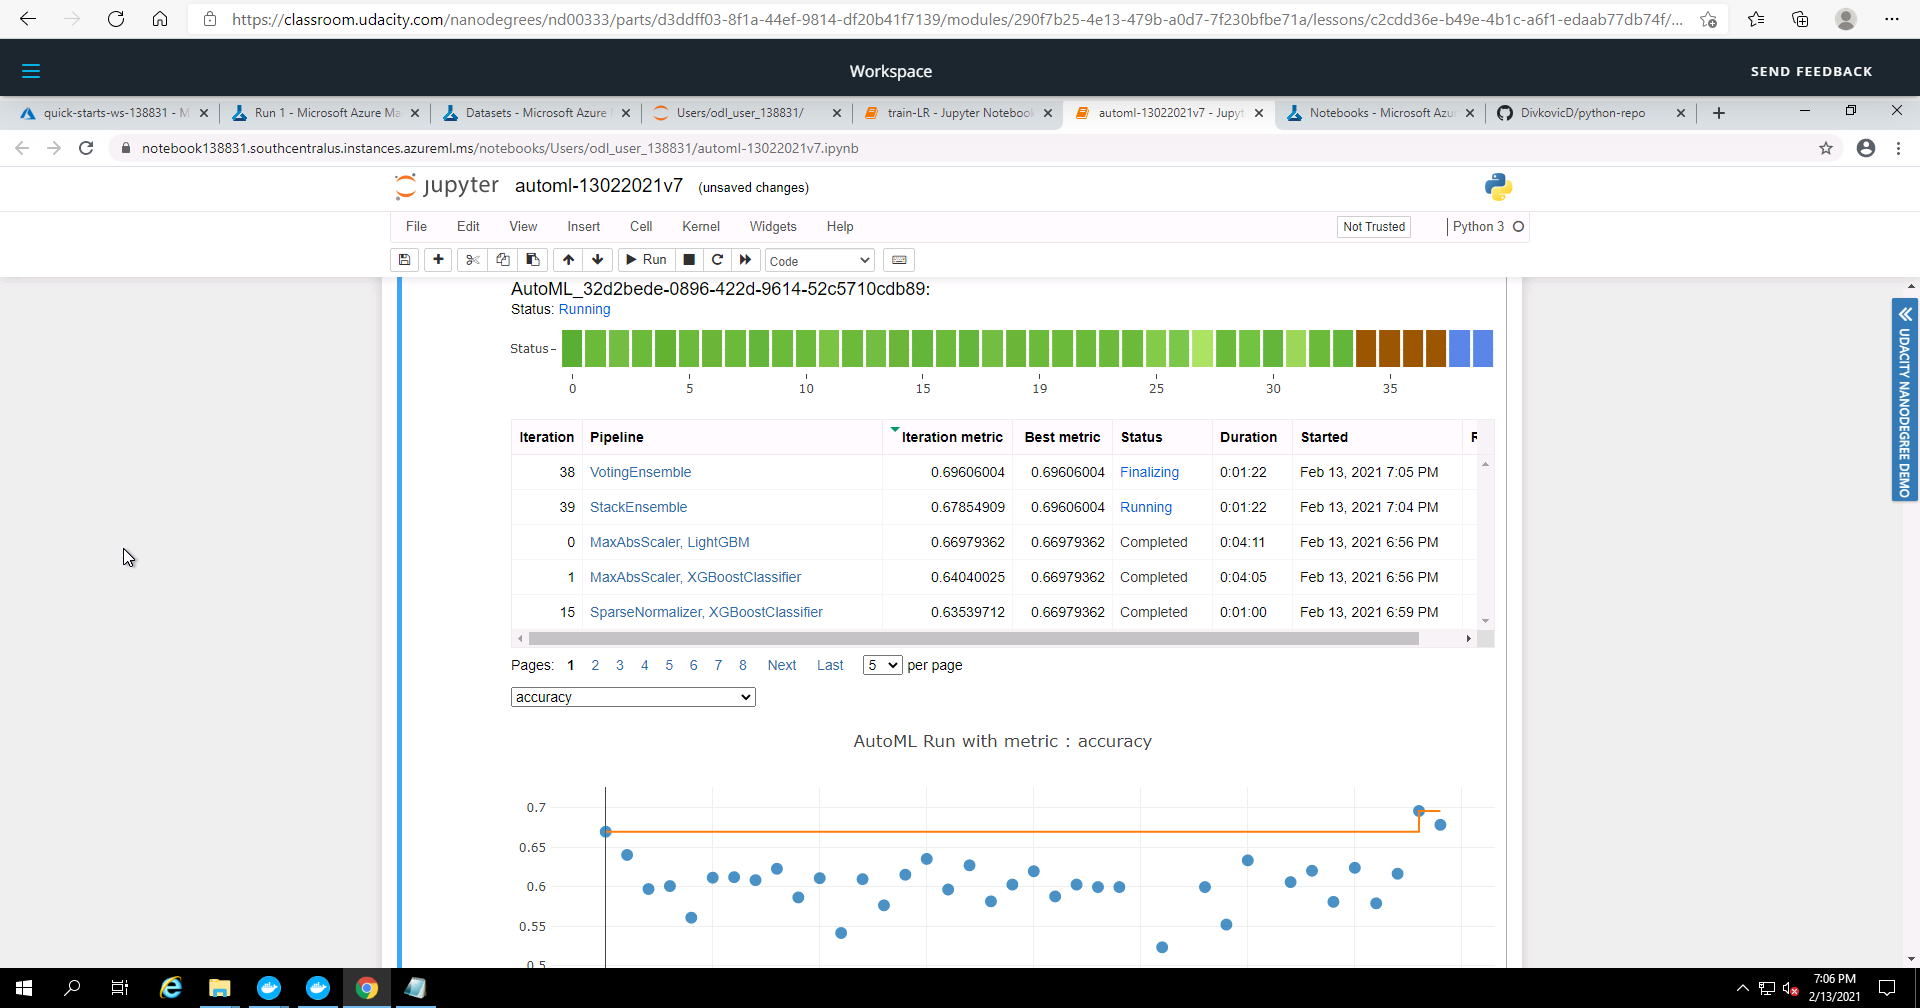 https://classroom.udacity.com/nanodegrees/nd00333/parts/d3ddff03-8f1a-44ef-9814-df20b41f7139/modules/290f7b25-4e13-479b-a0d7-7f230bfbe71a/lessons/c2cdd36e-b49e-4b1c-a6f1-edaab77db74f/...
Workspace
SEND FEEDBACK
quick-starts-ws-138831 - M
Run 1 - Microsoft Azure Ma
Datasets - Microsoft Azure
Users/odl_user_138831/
train-LR - Jupyter Notebook
automl-13022021v7 - Jupyt
Notebooks - Microsoft Azu
DivkovicD/python-repo
notebook138831.southcentralus.instances.azureml.ms/notebooks/Users/odl_user_138831/automl-13022021v7.ipynb
jupyter automl-13022021v7 (unsaved changes)
File Edit View Insert Cell Kernel Widgets Help
Not Trusted Python 3
Run Code
AutoML_32d2bede-0896-422d-9614-52c5710cdb89:
Status: Running
Status
0 5 10 15 19 25 30 35
Iteration Pipeline Iteration metric Best metric Status Duration Started R
38 VotingEnsemble 0.69606004 0.69606004 Finalizing 0:01:22 Feb 13, 2021 7:05 PM
39 StackEnsemble 0.67854909 0.69606004 Running 0:01:22 Feb 13, 2021 7:04 PM
0 MaxAbsScaler, LightGBM 0.66979362 0.66979362 Completed 0:04:11 Feb 13, 2021 6:56 PM
1 MaxAbsScaler, XGBoostClassifier 0.64040025 0.66979362 Completed 0:04:05 Feb 13, 2021 6:56 PM
15 SparseNormalizer, XGBoostClassifier 0.63539712 0.66979362 Completed 0:01:00 Feb 13, 2021 6:59 PM
Pages: 1 2 3 4 5 6 7 8 Next Last 5 per page
accuracy
AutoML Run with metric : accuracy
0.7
0.65
0.6
0.55
0.5
UDACITY NANODEGREE DEMO
7:06 PM
2/13/2021